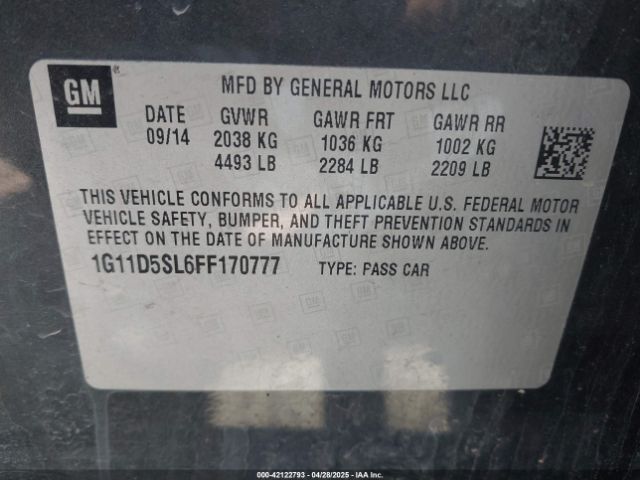 GM
MFD BY GENERAL MOTORS LLC
DATE GVWR GAWR FRT GAWR RR
09/14 2038 KG 1036 KG 1002 KG
4493 LB 2284 LB 2209 LB
THIS VEHICLE CONFORMS TO ALL APPLICABLE U.S. FEDERAL MOTOR
VEHICLE SAFETY, BUMPER, AND THEFT PREVENTION STANDARDS IN
EFFECT ON THE DATE OF MANUFACTURE SHOWN ABOVE.
1G11D5SL6FF170777 TYPE: PASS CAR
000-42122793 - 04/28/2025 - IAA Inc.